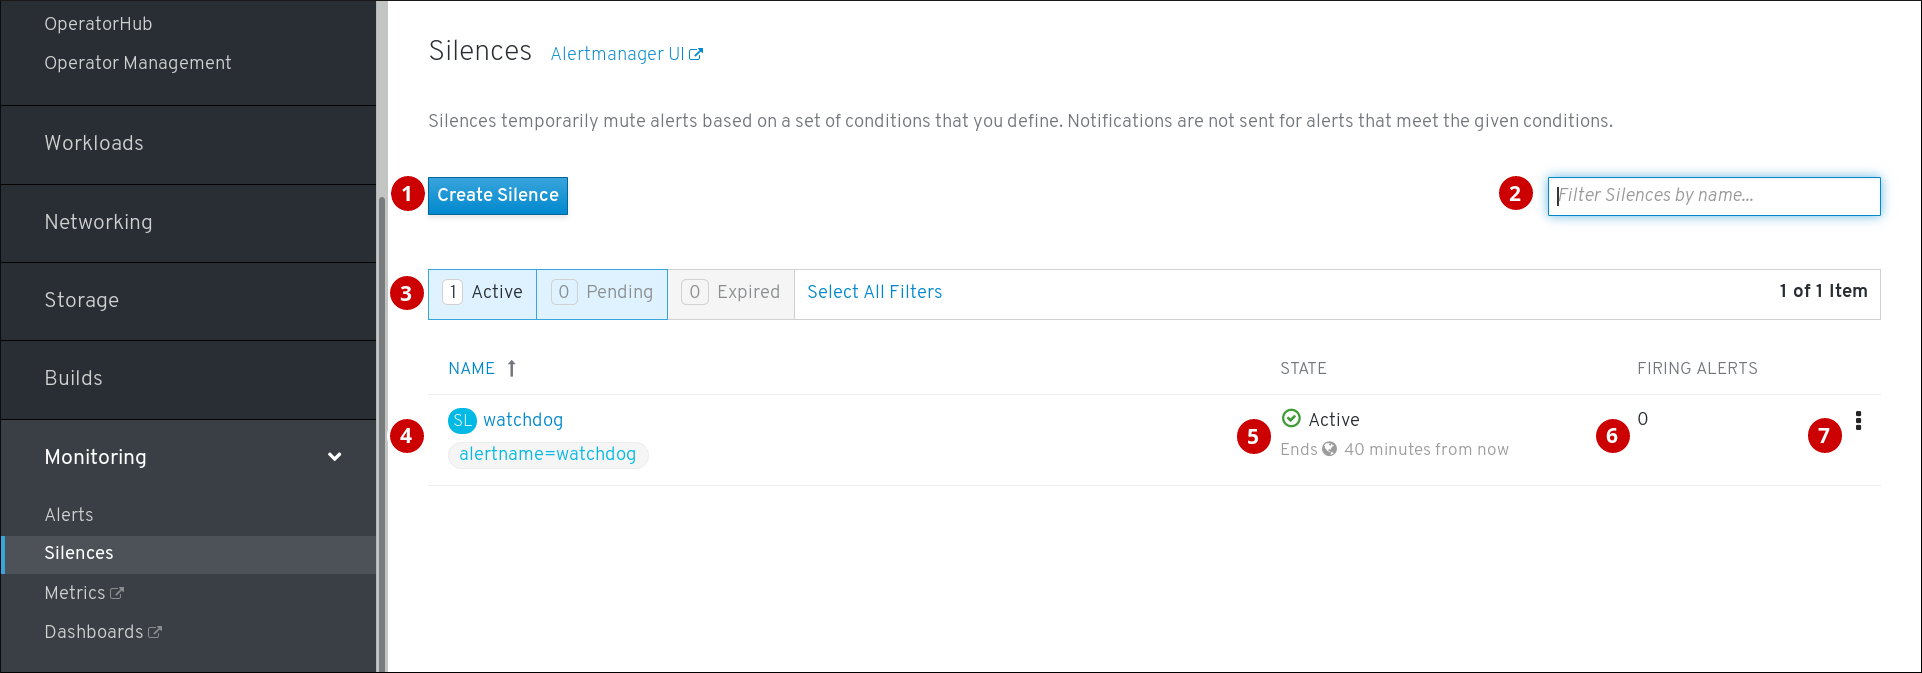 OperatorHub
Operator Management
Workloads
Networking
Storage
Builds
Monitoring
Alerts
Silences
Metrics
Dashboards
Silences Alertmanager UI
Silences temporarily mute alerts based on a set of conditions that you define. Notifications are not sent for alerts that meet the given conditions.
1 Create Silence 2 Filter Silences by name...
3 1 Active 0 Pending 0 Expired Select All Filters 1 of 1 Item
NAME STATE FIRING ALERTS
SL watchdog Active 0
4 5 6 7
alertname=watchdog Ends 40 minutes from now